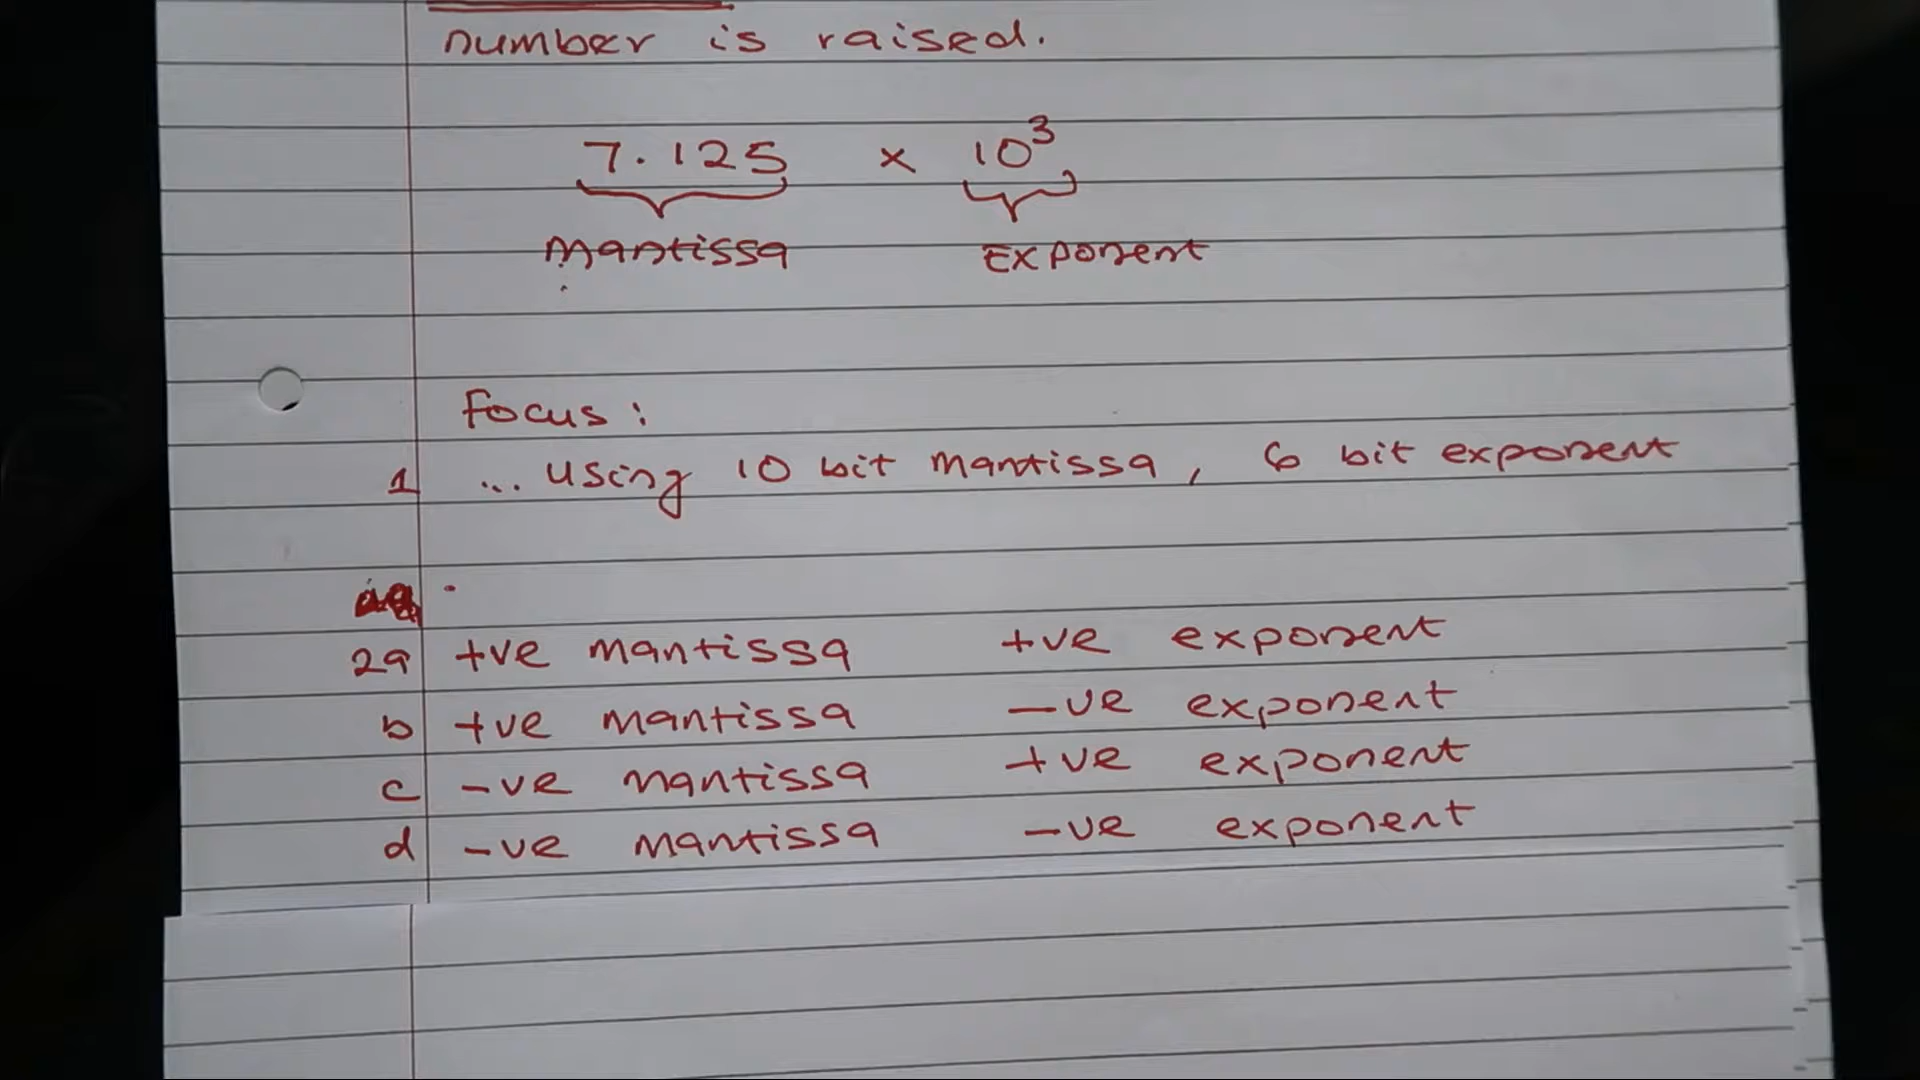 number is raised.
7.125 × 10³
Mantissa Exponent
Focus :
1 ... Using 10 bit mantissa, 6 bit exponent
2a +ve mantissa +ve exponent
b +ve mantissa -ve exponent
c -ve mantissa +ve exponent
d -ve mantissa -ve exponent